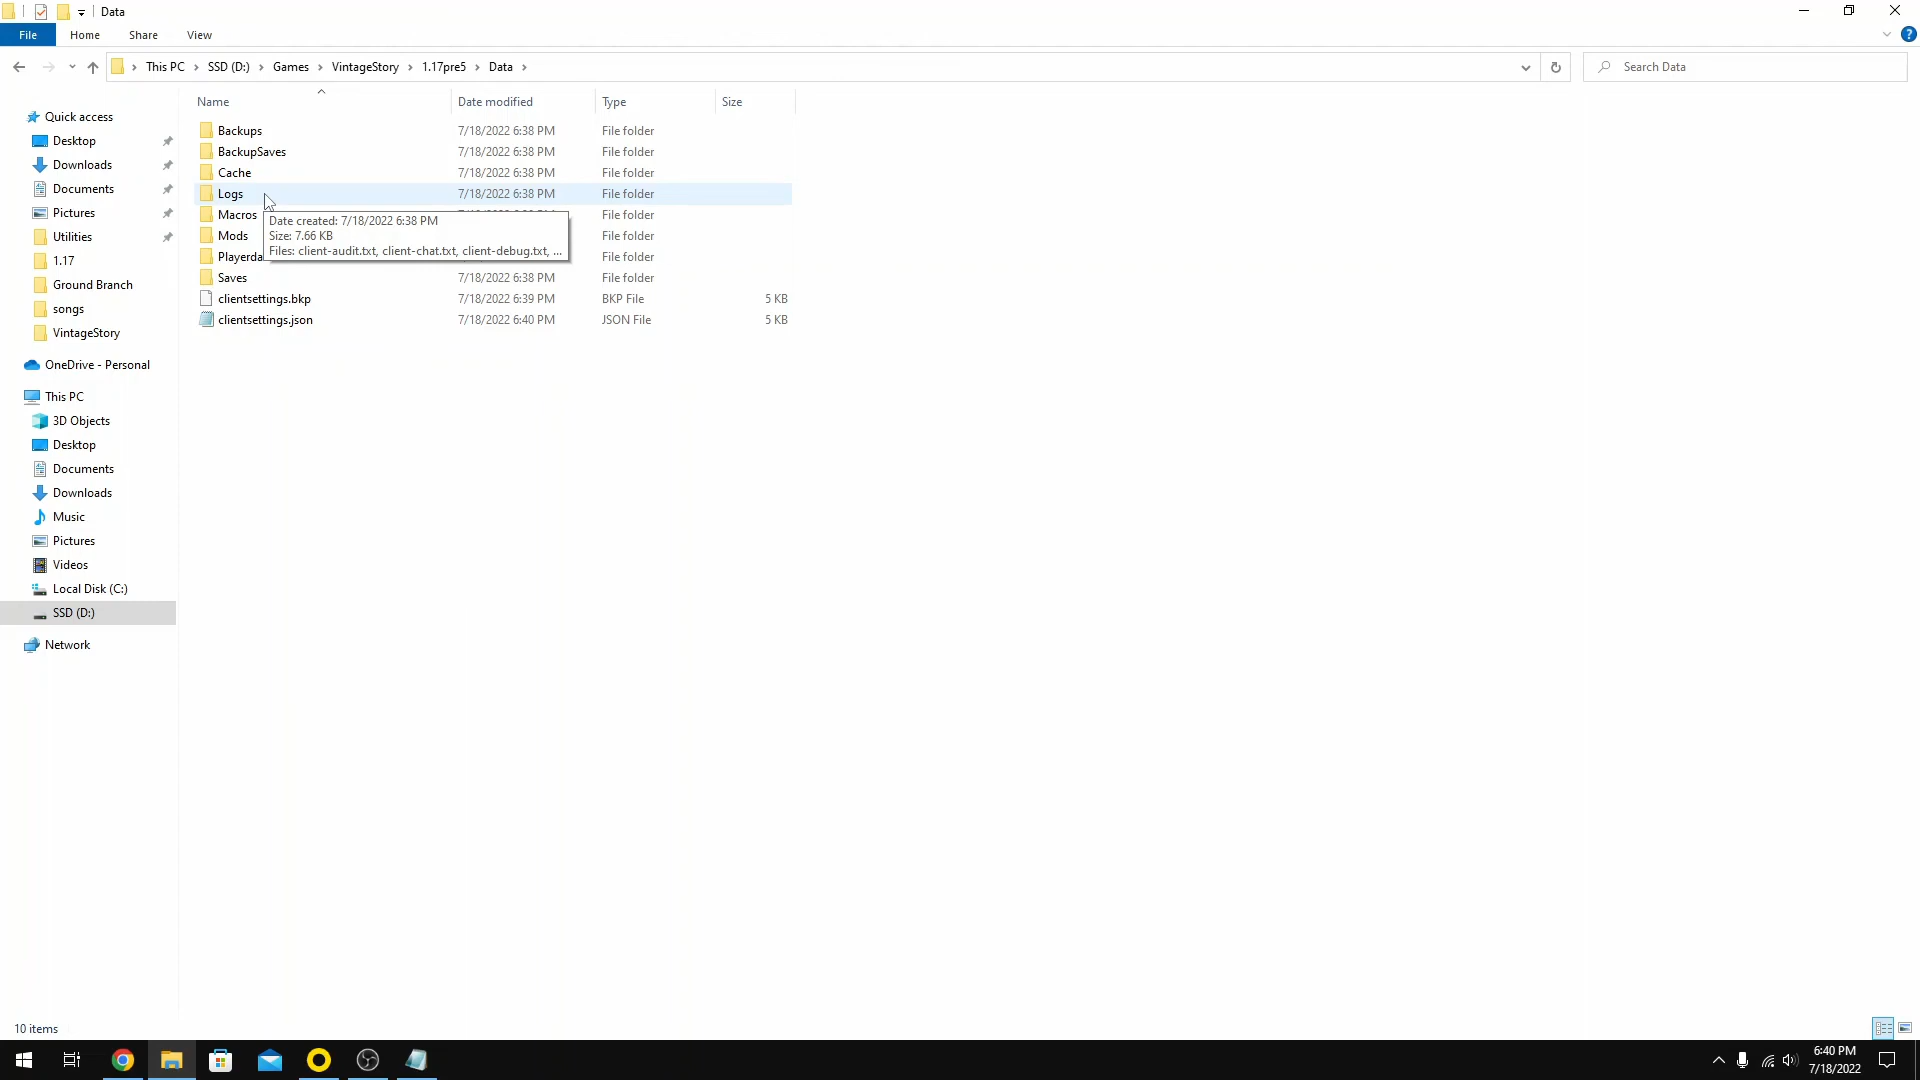 Data
File Home Share View
This PC SSD (D:) Games VintageStory 1.17pre5 Data
Search Data
Name Date modified Type Size
Quick access
Desktop
Downloads
Documents
Pictures
Utilities
1.17
Ground Branch
songs
VintageStory
OneDrive - Personal
This PC
3D Objects
Desktop
Documents
Downloads
Music
Pictures
Videos
Local Disk (C:)
SSD (D:)
Network
Backups 7/18/2022 6:38 PM File folder
BackupSaves 7/18/2022 6:38 PM File folder
Cache 7/18/2022 6:38 PM File folder
Logs 7/18/2022 6:38 PM File folder
Macros File folder
Mods File folder
Playerda File folder
Saves 7/18/2022 6:38 PM File folder
clientsettings.bkp 7/18/2022 6:39 PM BKP File 5 KB
clientsettings.json 7/18/2022 6:40 PM JSON File 5 KB
Date created: 7/18/2022 6:38 PM
Size: 7.66 KB
Files: client-audit.txt, client-chat.txt, client-debug.txt, ...
10 items
6:40 PM
7/18/2022